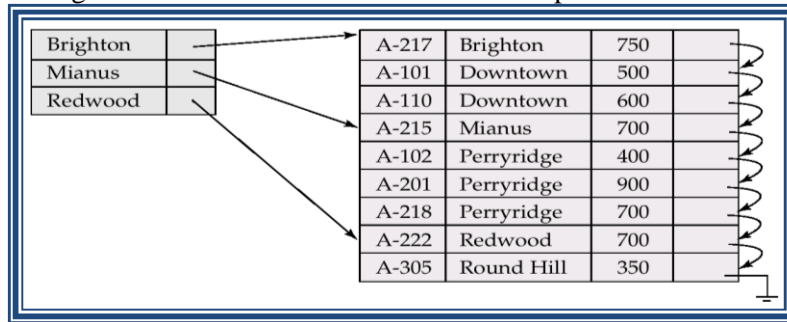 Brighton
Mianus
Redwood
A-217 Brighton 750
A-101 Downtown 500
A-110 Downtown 600
A-215 Mianus 700
A-102 Perryridge 400
A-201 Perryridge 900
A-218 Perryridge 700
A-222 Redwood 700
A-305 Round Hill 350